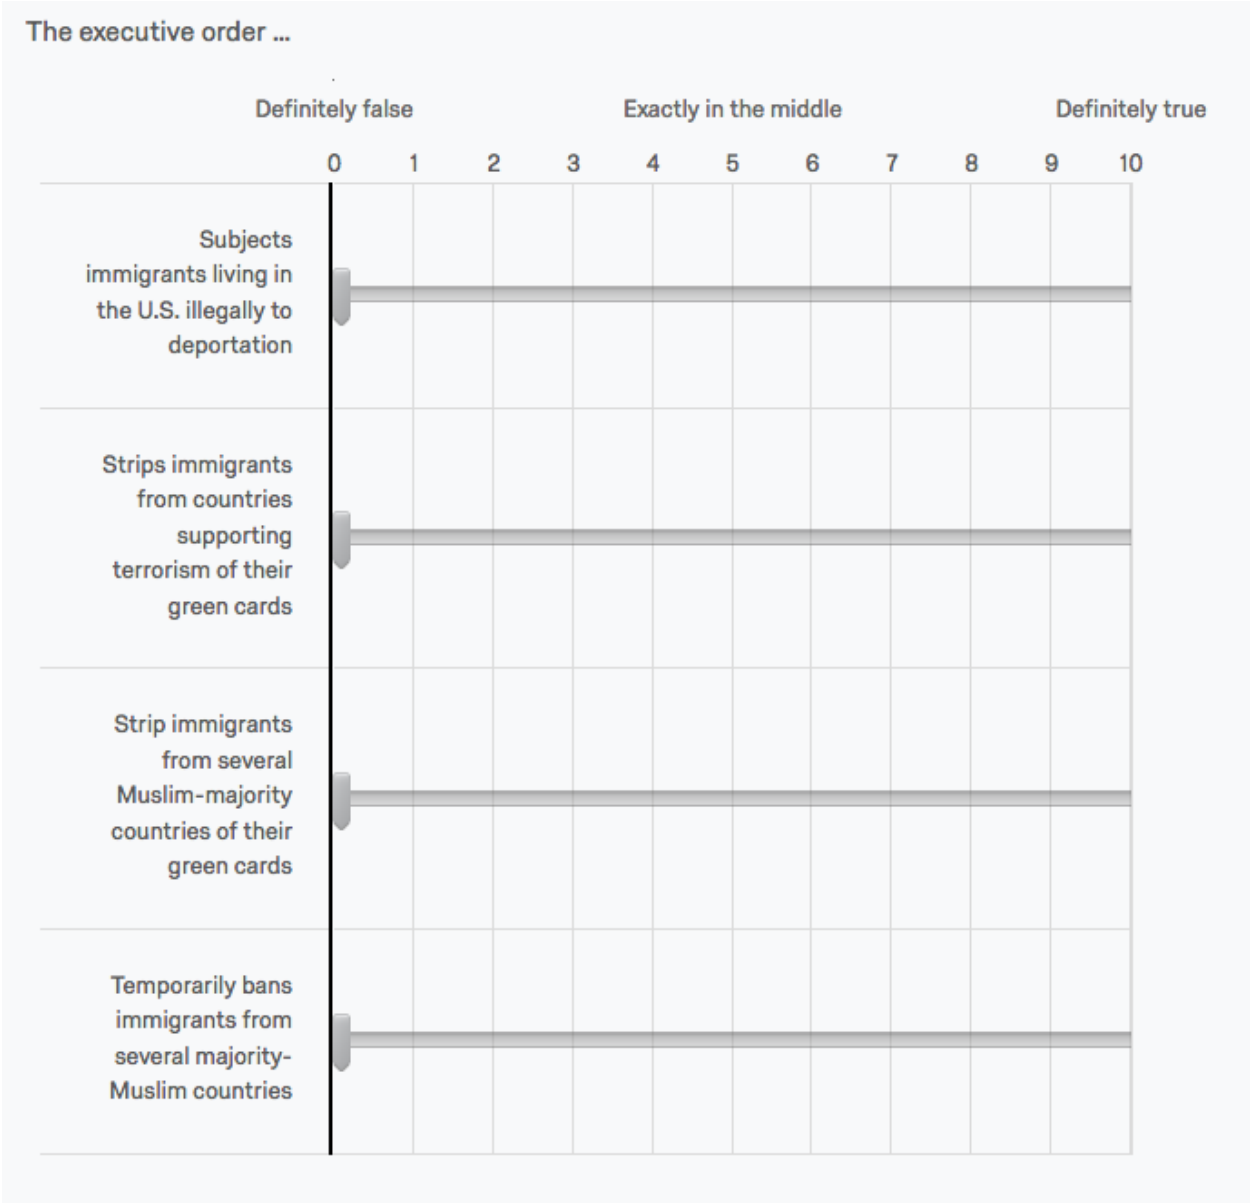 The executive order ...
Definitely false Exactly in the middle Definitely true
0 1 2 3 4 5 6 7 8 9 10
Subjects
immigrants living in
the U.S. illegally to
deportation
Strips immigrants
from countries
supporting
terrorism of their
green cards
Strip immigrants
from several
Muslim-majority
countries of their
green cards
Temporarily bans
immigrants from
several majority-
Muslim countries